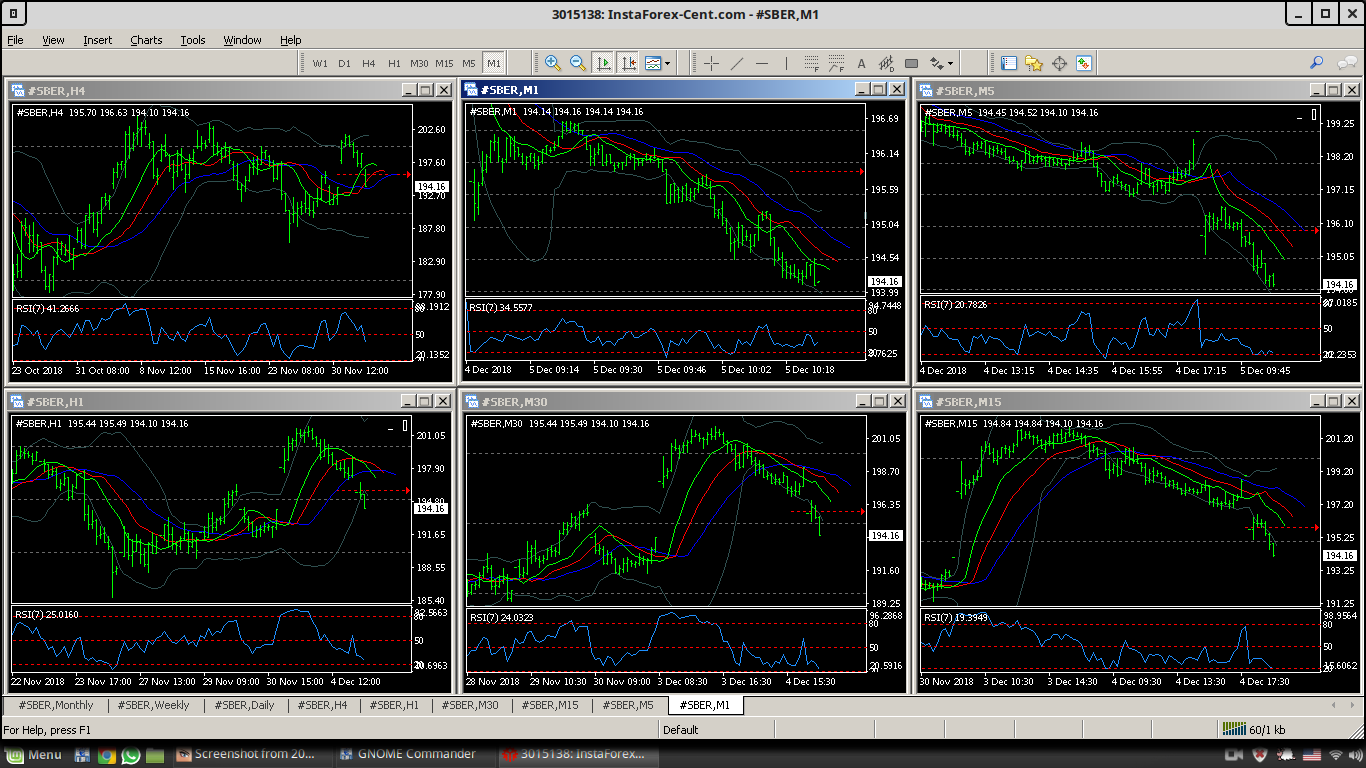 3015138: InstaForex-Cent.com - #SBER,M1
File View Insert Charts Tools Window Help
W1 D1 H4 H1 M30 M15 M5 M1
#SBER,H4
#SBER,H4 195.70 196.63 194.10 194.16
202.60
197.60
194.16
192.70
187.80
182.90
177.90
RSI(7) 41.2666
80
50
20.1352
23 Oct 2018 31 Oct 08:00 8 Nov 12:00 15 Nov 16:00 23 Nov 08:00 30 Nov 12:00
#SBER,M1
#SBER,M1 194.14 194.16 194.14 194.16
196.69
196.14
195.59
195.04
194.54
194.16
193.99
RSI(7) 34.5577
94.7448
80
50
4 Dec 2018 5 Dec 09:14 5 Dec 09:30 5 Dec 09:46 5 Dec 10:02 5 Dec 10:18
#SBER,M5
#SBER,M5 194.45 194.52 194.10 194.16
199.25
198.20
197.15
196.10
195.05
194.16
RSI(7) 20.7826
50
4 Dec 2018 4 Dec 13:15 4 Dec 14:35 4 Dec 15:55 4 Dec 17:15 5 Dec 09:45
#SBER,H1
#SBER,H1 195.44 195.49 194.10 194.16
201.05
197.90
194.80
194.16
191.65
188.55
185.40
RSI(7) 25.0160
92.5663
80
50
22 Nov 2018 23 Nov 17:00 27 Nov 13:00 29 Nov 09:00 30 Nov 15:00 4 Dec 12:00
#SBER,M30
#SBER,M30 195.44 195.49 194.10 194.16
201.05
198.70
196.35
194.16
191.60
189.25
RSI(7) 24.0323
96.2868
80
50
28 Nov 2018 29 Nov 10:30 30 Nov 09:00 3 Dec 08:30 3 Dec 16:30 4 Dec 15:30
#SBER,M15
#SBER,M15 194.84 194.84 194.10 194.16
201.20
199.20
197.20
195.25
194.16
193.25
191.25
RSI(7) 19.3949
98.9564
80
50
30 Nov 2018 3 Dec 10:30 3 Dec 14:30 4 Dec 09:30 4 Dec 13:30 4 Dec 17:30
#SBER,Monthly #SBER,Weekly #SBER,Daily #SBER,H4 #SBER,H1 #SBER,M30 #SBER,M15 #SBER,M5 #SBER,M1
For Help, press F1 Default 60/1 kb
Menu Screenshot from 20... GNOME Commander 3015138: InstaForex...